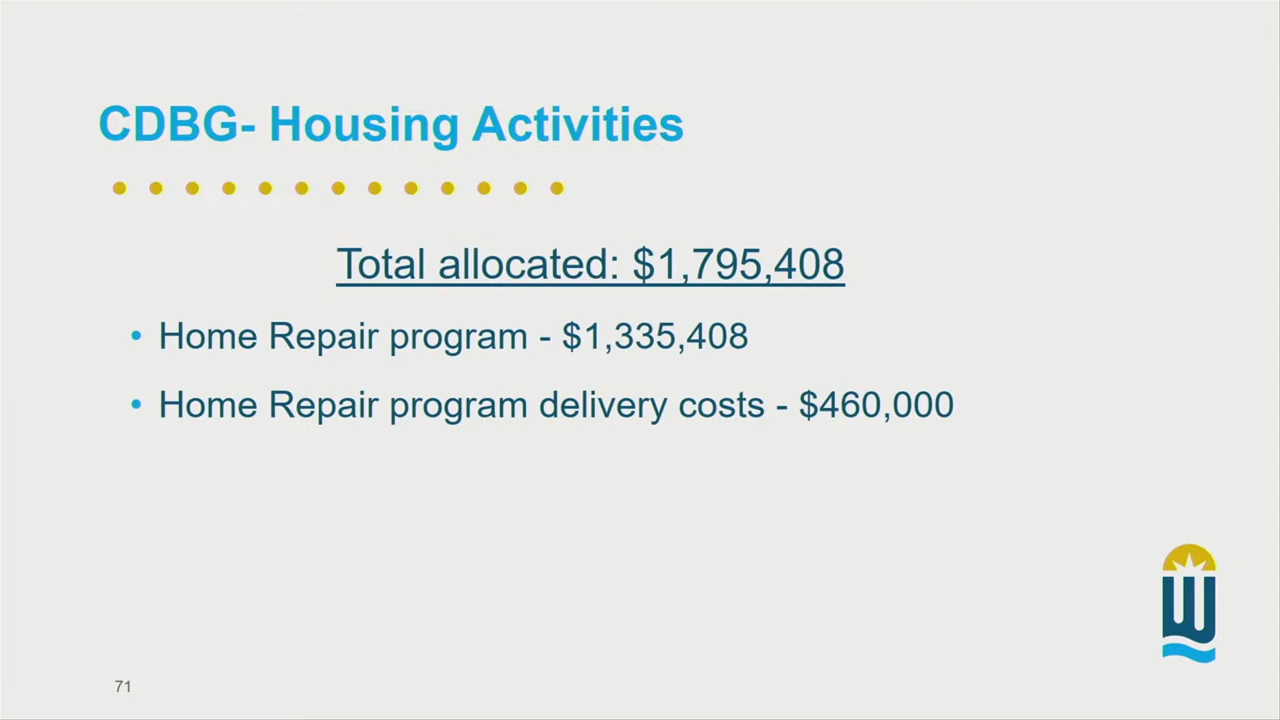 CDBG- Housing Activities
Total allocated: $1,795,408
• Home Repair program - $1,335,408
• Home Repair program delivery costs - $460,000
71